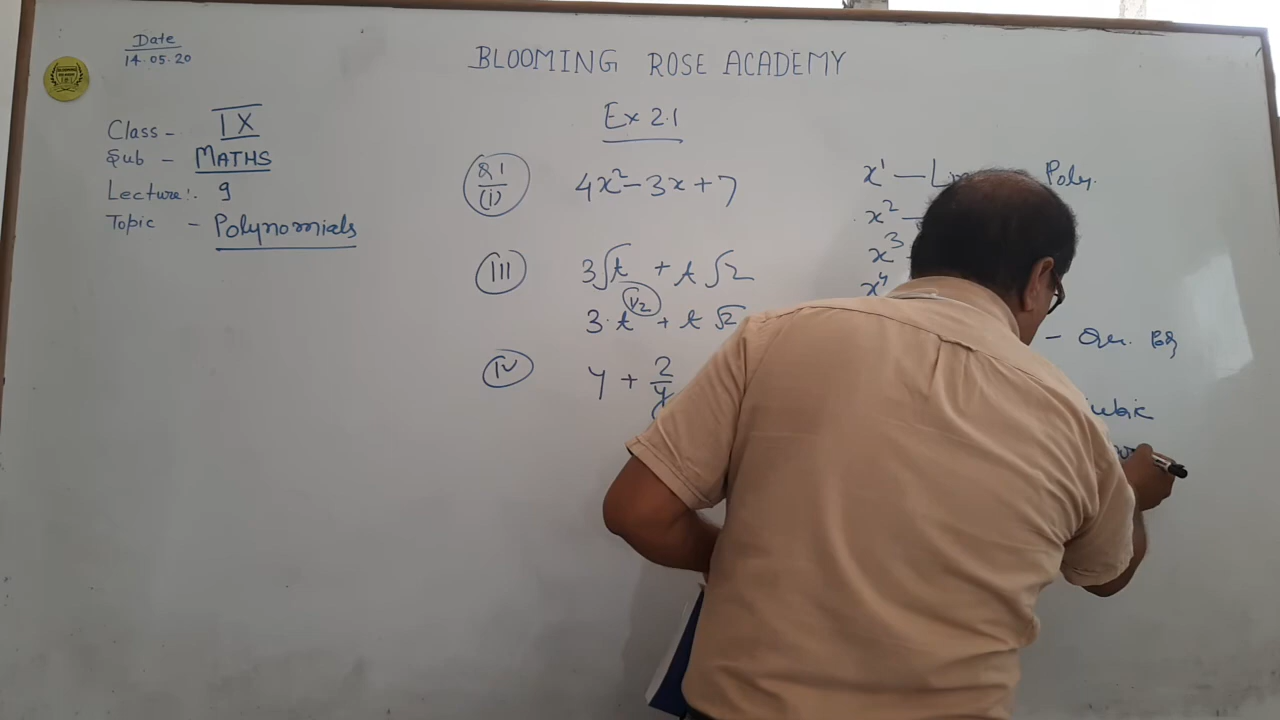 Date
14.05.20
BLOOMING ROSE ACADEMY
Class - IX
Sub - MATHS
Lecture:. 9
Topic - Polynomials
Ex 2.1
Q1
(i) 4x² - 3x + 7
(iii) 3√t + t√2
3·t^1/2 + t√2
(iv) y + 2/y
x¹ — Poly.
x² —
x³
x⁴